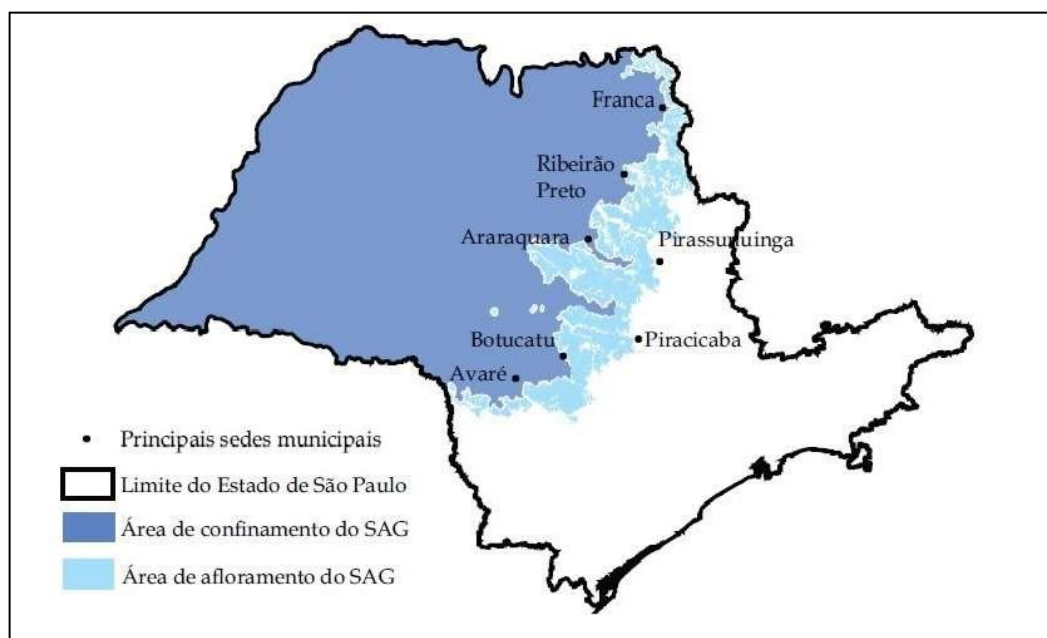 Franca
Ribeirão
Preto
Araraquara
Pirassununga
Botucatu
Piracicaba
Avaré
Principais sedes municipais
Limite do Estado de São Paulo
Área de confinamento do SAG
Área de afloramento do SAG